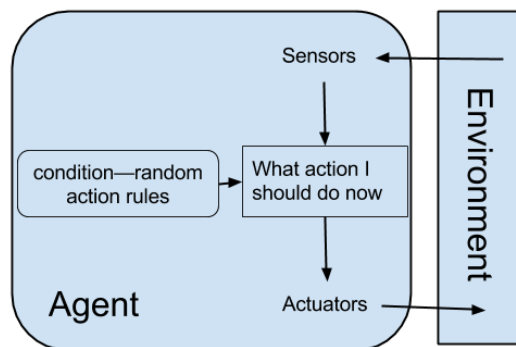 Sensors
condition—random
action rules
What action I
should do now
Agent
Actuators
Environment